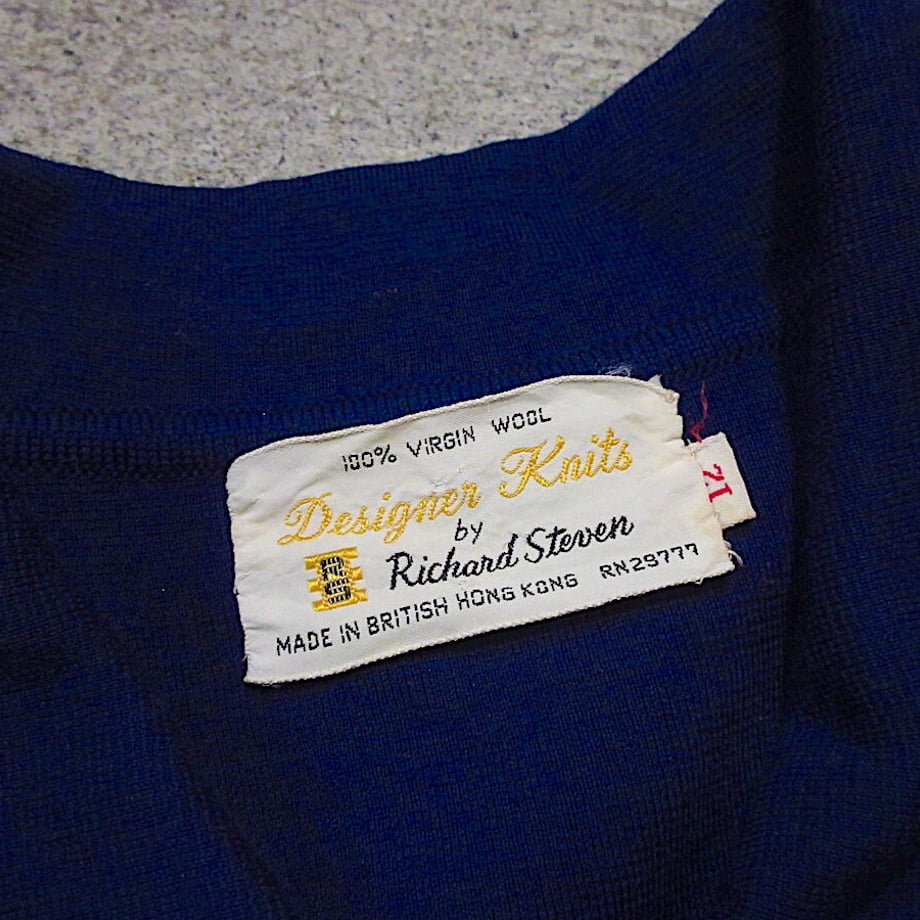 100% VIRGIN WOOL
Designer Knits
by
Richard Steven
MADE IN BRITISH HONG KONG RN29777